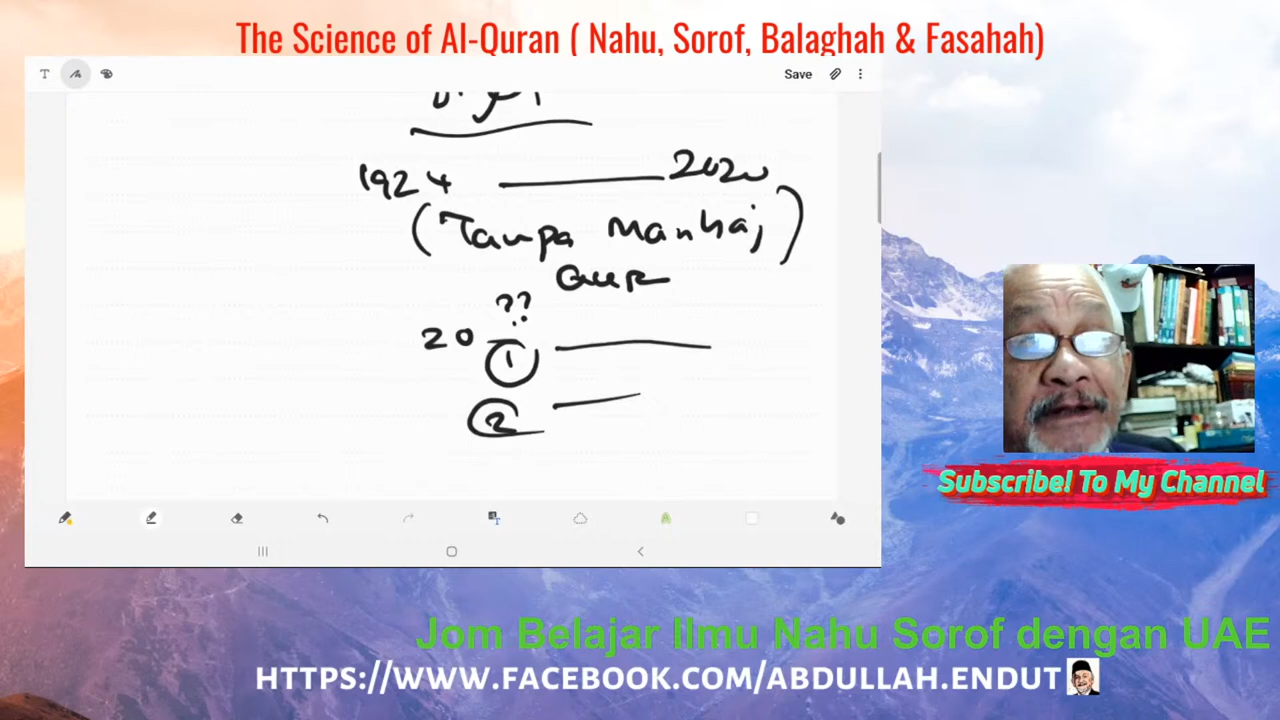 The Science of Al-Quran ( Nahu, Sorof, Balaghah & Fasahah)
T Save
1924 — 2020
(Tanpa Manhaj)
??
20 ① —
② —
Subscribe! To My Channel
Jom Belajar Ilmu Nahu Sorof dengan UAE
HTTPS://WWW.FACEBOOK.COM/ABDULLAH.ENDUT